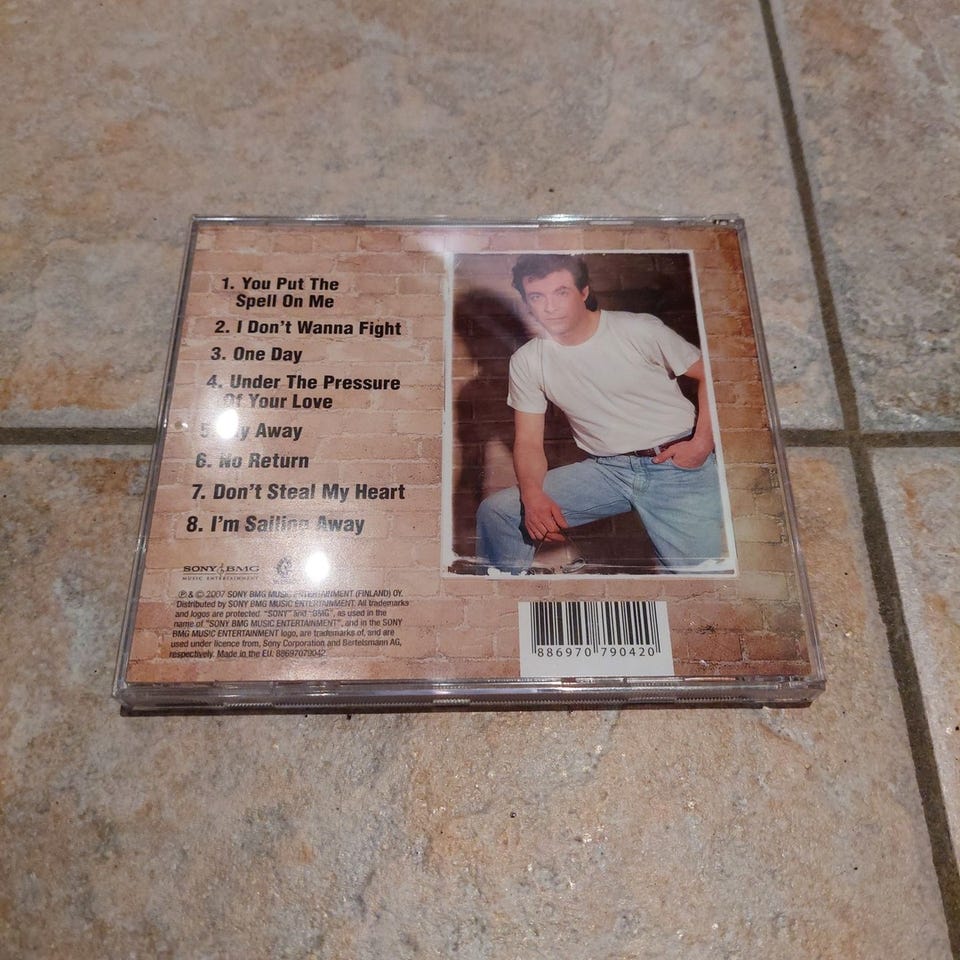 1. You Put The
Spell On Me
2. I Don't Wanna Fight
3. One Day
4. Under The Pressure
Of Your Love
5. Away
6. No Return
7. Don't Steal My Heart
8. I'm Sailing Away
SONY BMG
MUSIC ENTERTAINMENT
℗ & © 2007 SONY BMG MUSIC ENTERTAINMENT (FINLAND) OY.
Distributed by SONY BMG MUSIC ENTERTAINMENT. All trademarks
and logos are protected. "SONY" and "BMG", as used in the
name of "SONY BMG MUSIC ENTERTAINMENT", and in the SONY
BMG MUSIC ENTERTAINMENT logo, are trademarks of, and are
used under licence from, Sony Corporation and Bertelsmann AG,
respectively. Made in the EU. 88697079042
886970 790420